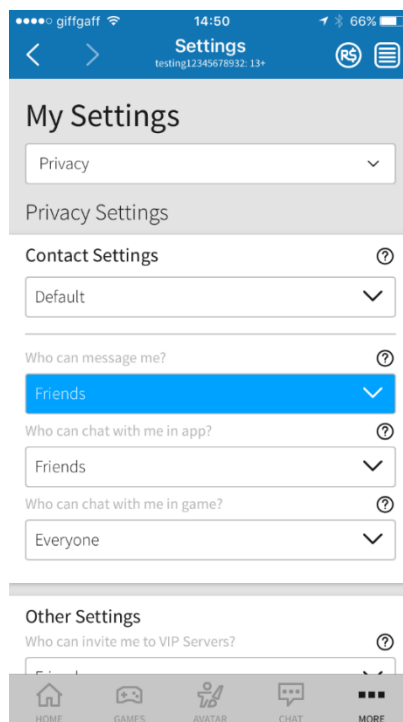 giffgaff 14:50 66%
Settings
testing12345678932: 13+
R$
My Settings
Privacy
Privacy Settings
Contact Settings
Default
Who can message me?
Friends
Who can chat with me in app?
Friends
Who can chat with me in game?
Everyone
Other Settings
Who can invite me to VIP Servers?
HOME GAMES AVATAR CHAT MORE